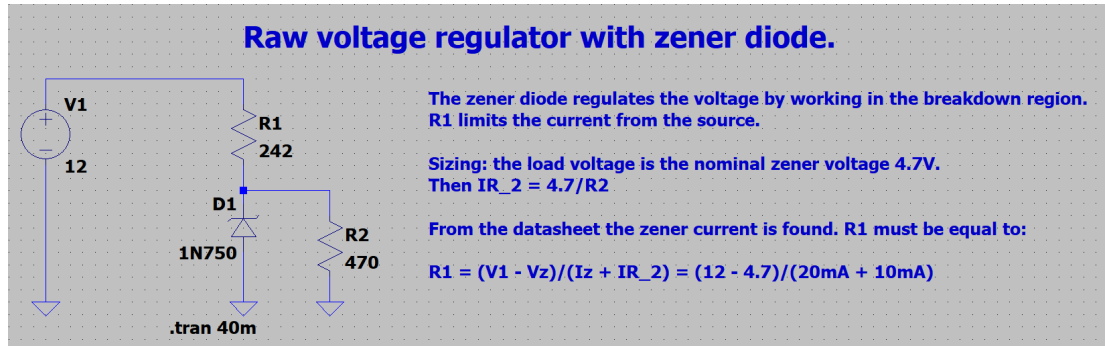 Raw voltage regulator with zener diode.
V1
12
R1
242
D1
1N750
R2
470
.tran 40m
The zener diode regulates the voltage by working in the breakdown region.
R1 limits the current from the source.
Sizing: the load voltage is the nominal zener voltage 4.7V.
Then IR_2 = 4.7/R2
From the datasheet the zener current is found. R1 must be equal to:
R1 = (V1 - Vz)/(Iz + IR_2) = (12 - 4.7)/(20mA + 10mA)